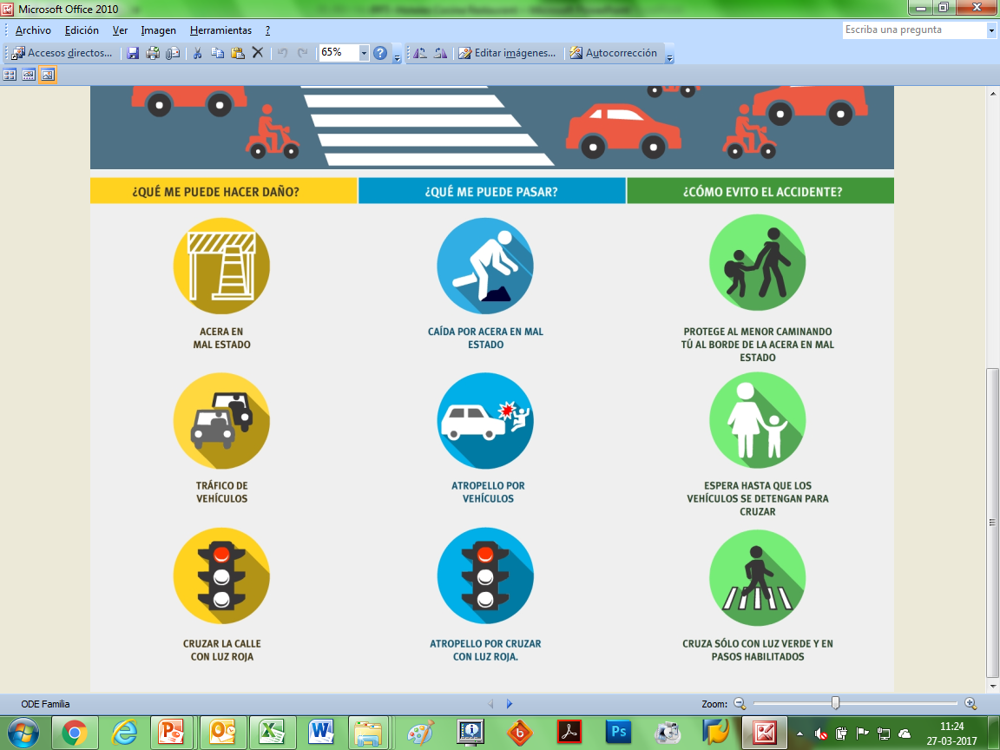 Microsoft Office 2010
Archivo Edición Ver Imagen Herramientas ?
Escriba una pregunta
Accesos directos... 65% Editar imágenes... Autocorrección
¿QUÉ ME PUEDE HACER DAÑO? ¿QUÉ ME PUEDE PASAR? ¿CÓMO EVITO EL ACCIDENTE?
ACERA EN
MAL ESTADO
CAÍDA POR ACERA EN MAL
ESTADO
PROTEGE AL MENOR CAMINANDO
TÚ AL BORDE DE LA ACERA EN MAL
ESTADO
TRÁFICO DE
VEHÍCULOS
ATROPELLO POR
VEHÍCULOS
ESPERA HASTA QUE LOS
VEHÍCULOS SE DETENGAN PARA
CRUZAR
CRUZAR LA CALLE
CON LUZ ROJA
ATROPELLO POR CRUZAR
CON LUZ ROJA.
CRUZA SÓLO CON LUZ VERDE Y EN
PASOS HABILITADOS
ODE Familia Zoom:
Ps
11:24
27-03-2017